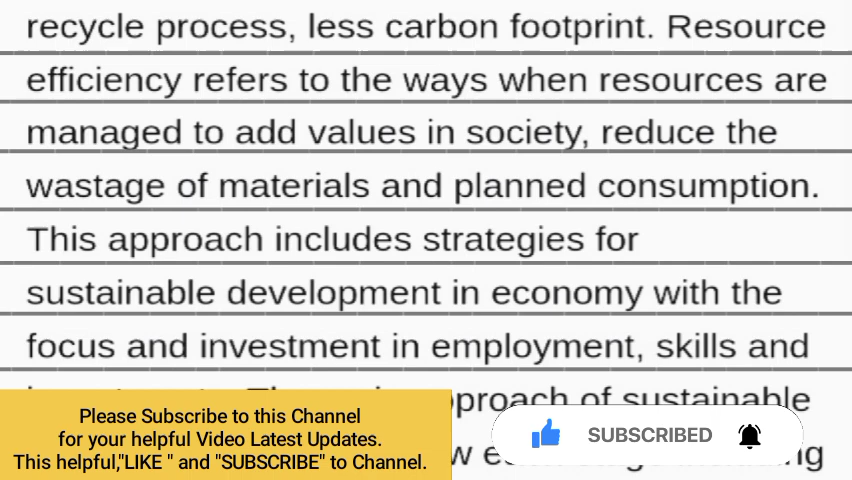 recycle process, less carbon footprint. Resource
efficiency refers to the ways when resources are
managed to add values in society, reduce the
wastage of materials and planned consumption.
This approach includes strategies for
sustainable development in economy with the
focus and investment in employment, skills and
approach of sustainable
Please Subscribe to this Channel
for your helpful Video Latest Updates.
This helpful,"LIKE " and "SUBSCRIBE" to Channel.
SUBSCRIBED